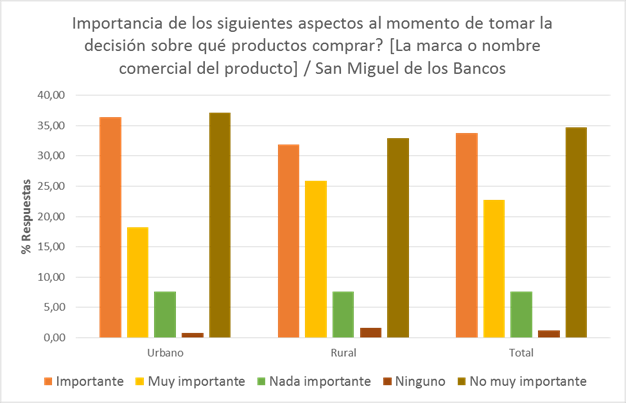 Importancia de los siguientes aspectos al momento de tomar la
decisión sobre qué productos comprar? [La marca o nombre
comercial del producto] / San Miguel de los Bancos
40,00
35,00
30,00
25,00
20,00
15,00
10,00
5,00
0,00
% Respuestas
Urbano Rural Total
Importante Muy importante Nada importante Ninguno No muy importante